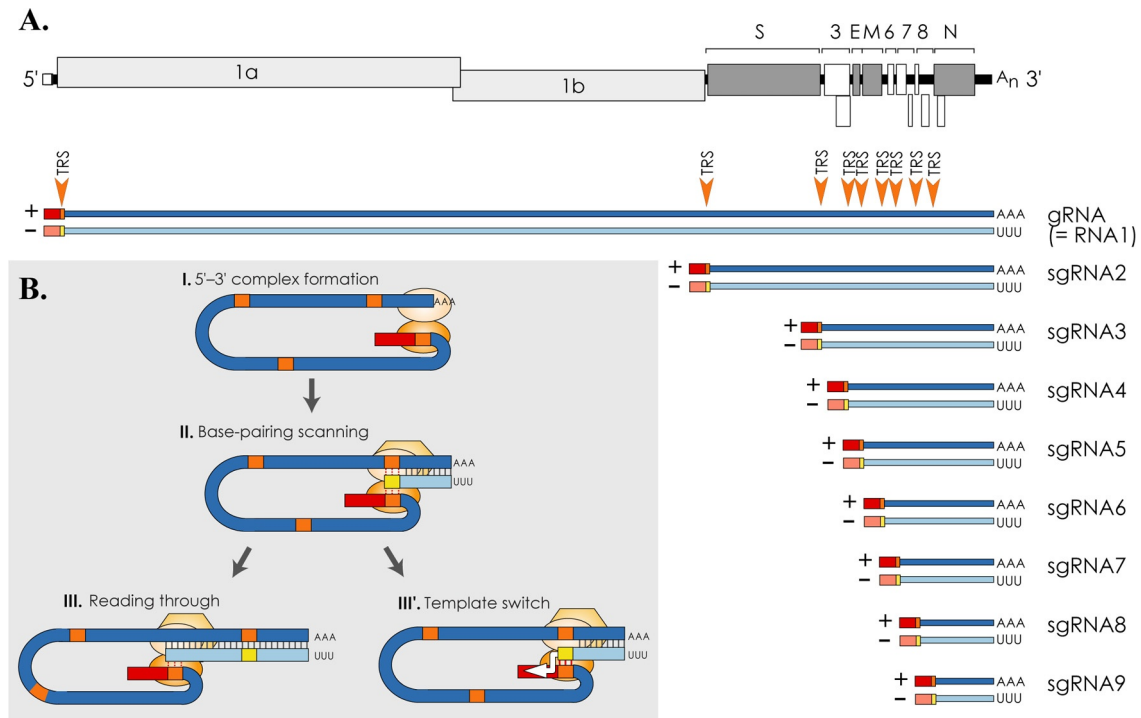 A.
S 3 E M 6 7 8 N
5' 1a 1b An 3'
TRS TRS TRS TRS TRS TRS TRS TRS TRS
+ AAA gRNA
– UUU (= RNA1)
+ AAA sgRNA2
– UUU
+ AAA sgRNA3
– UUU
+ AAA sgRNA4
– UUU
+ AAA sgRNA5
– UUU
+ AAA sgRNA6
– UUU
+ AAA sgRNA7
– UUU
+ AAA sgRNA8
– UUU
+ AAA sgRNA9
– UUU
B.
I. 5'–3' complex formation
AAA
II. Base-pairing scanning
AAA
UUU
III. Reading through
AAA
UUU
III'. Template switch
AAA
UUU